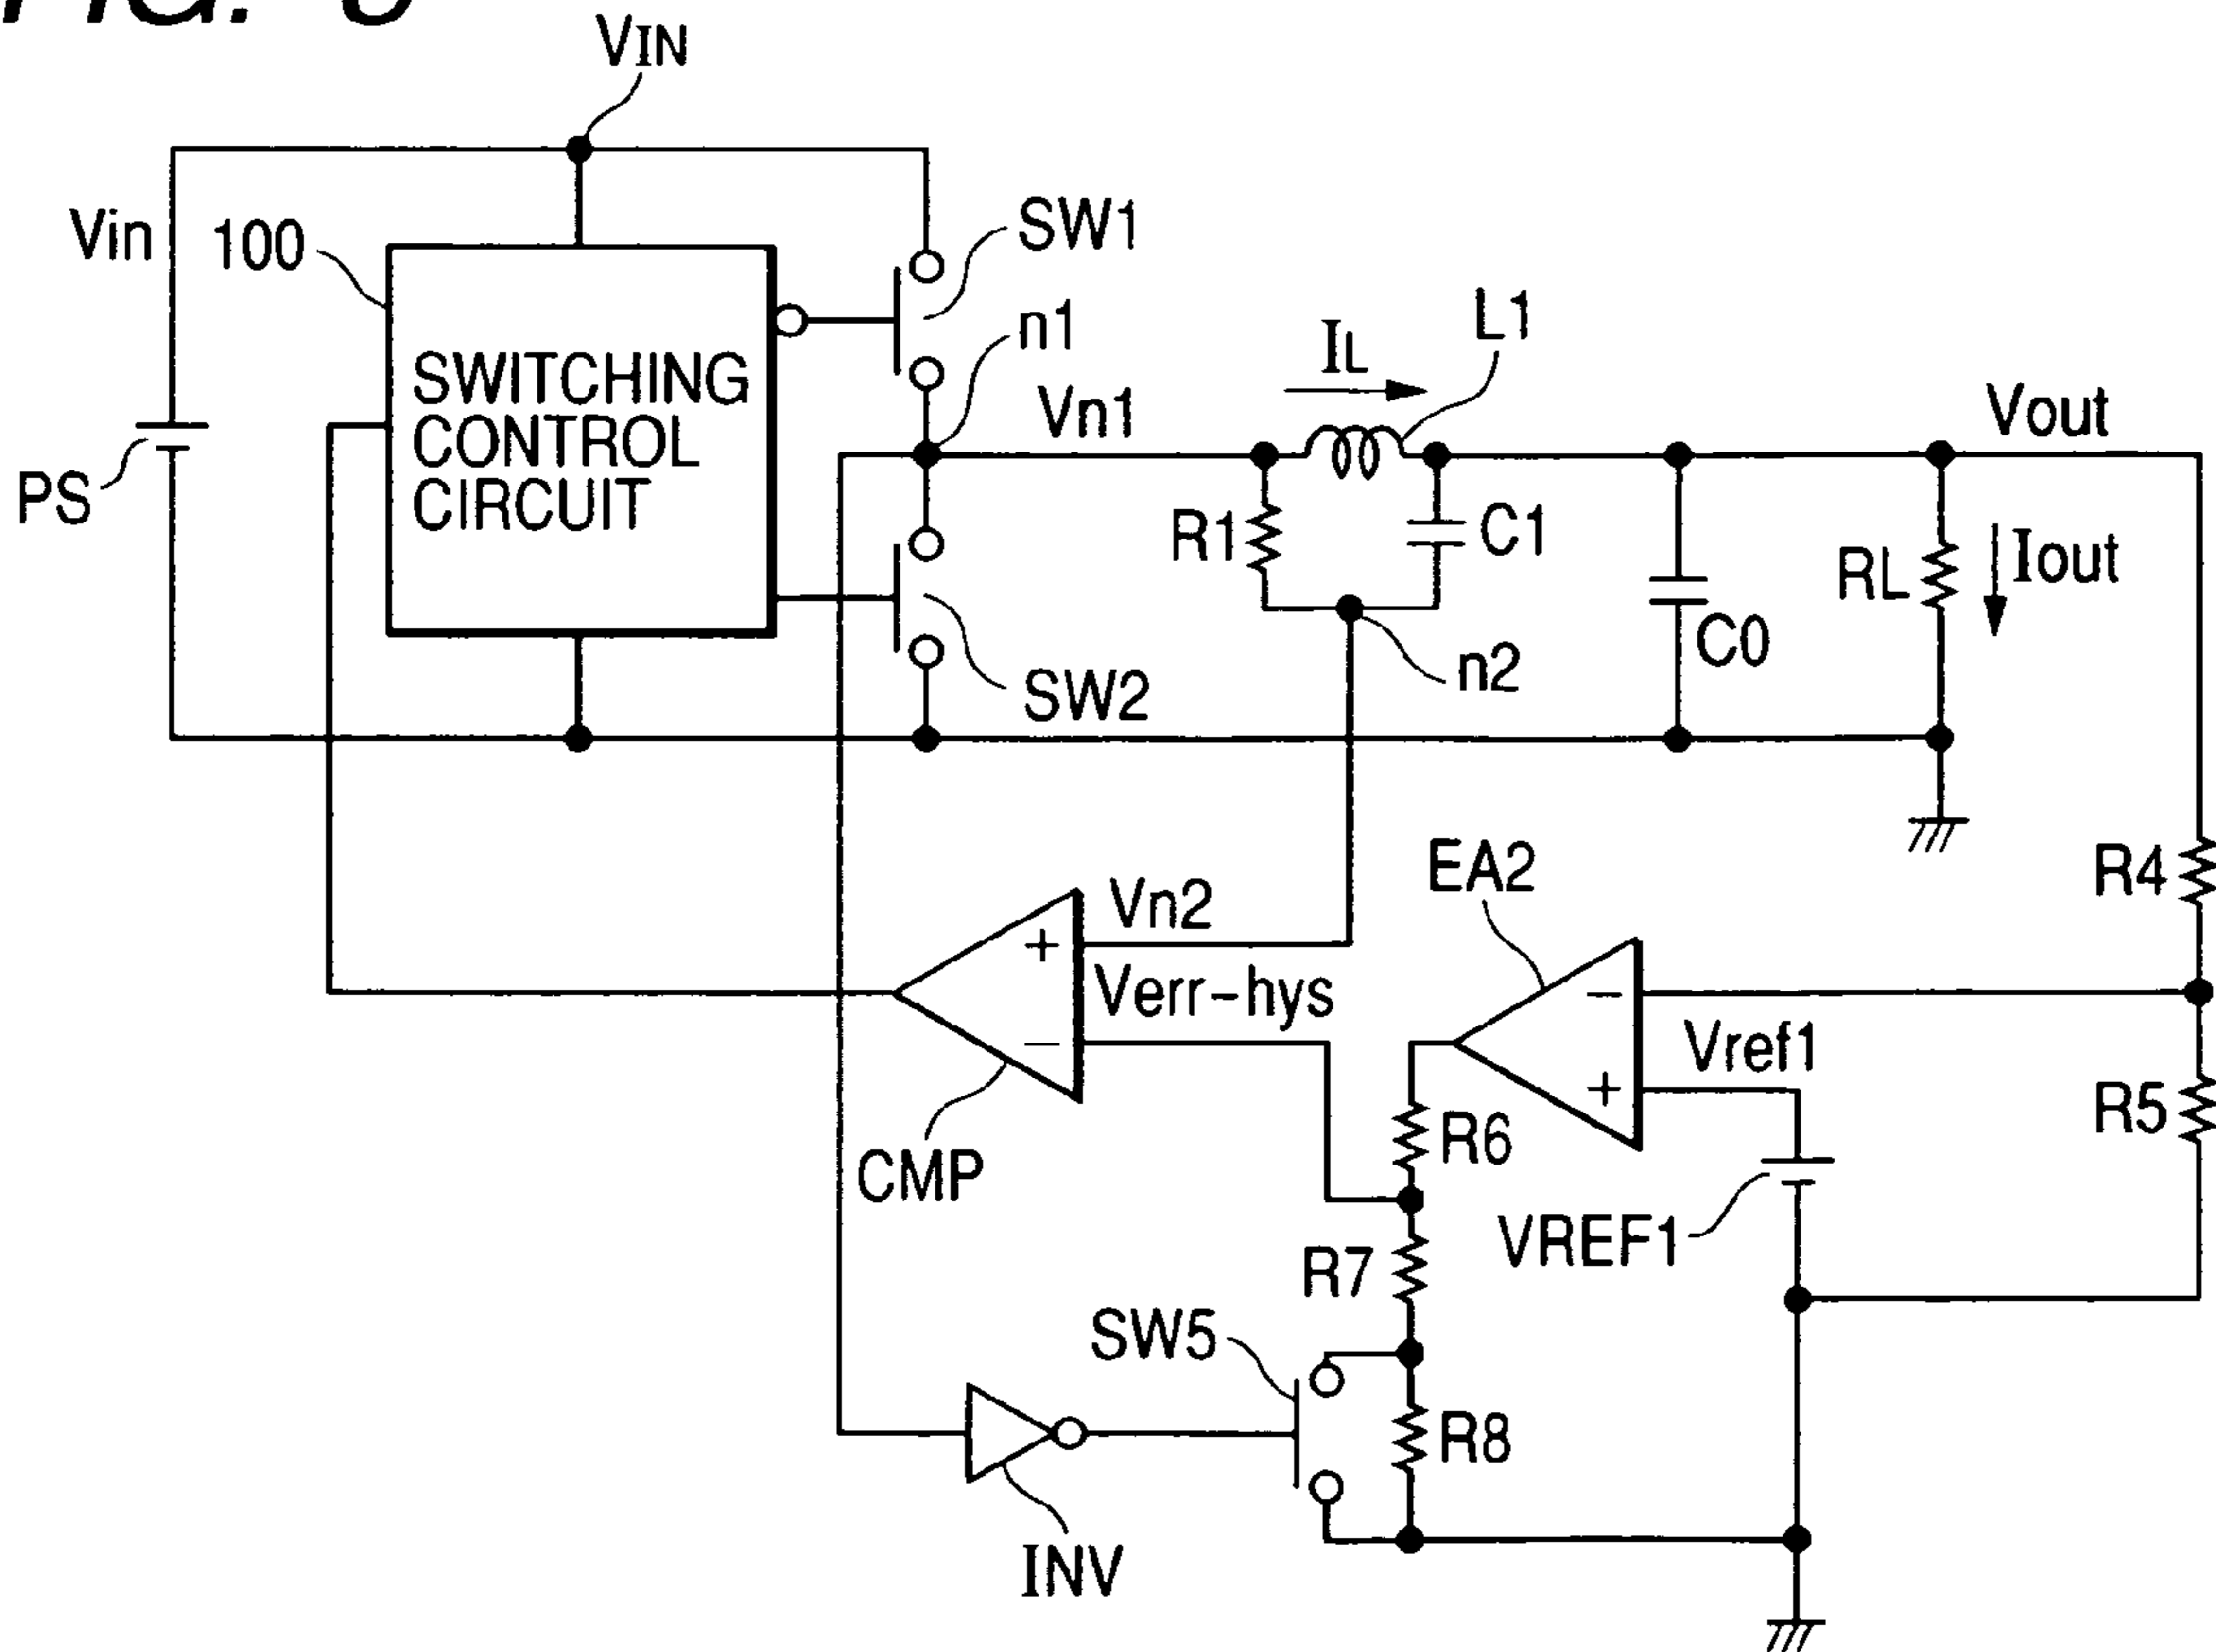 VIN
Vin
100
SW1
n1
L1
IL
SWITCHING
CONTROL
CIRCUIT
Vn1
Vout
PS
R1
C1
RL
Iout
C0
n2
SW2
EA2
R4
Vn2
+
Verr-hys
−
−
Vref1
+
R5
R6
CMP
VREF1
R7
SW5
R8
INV